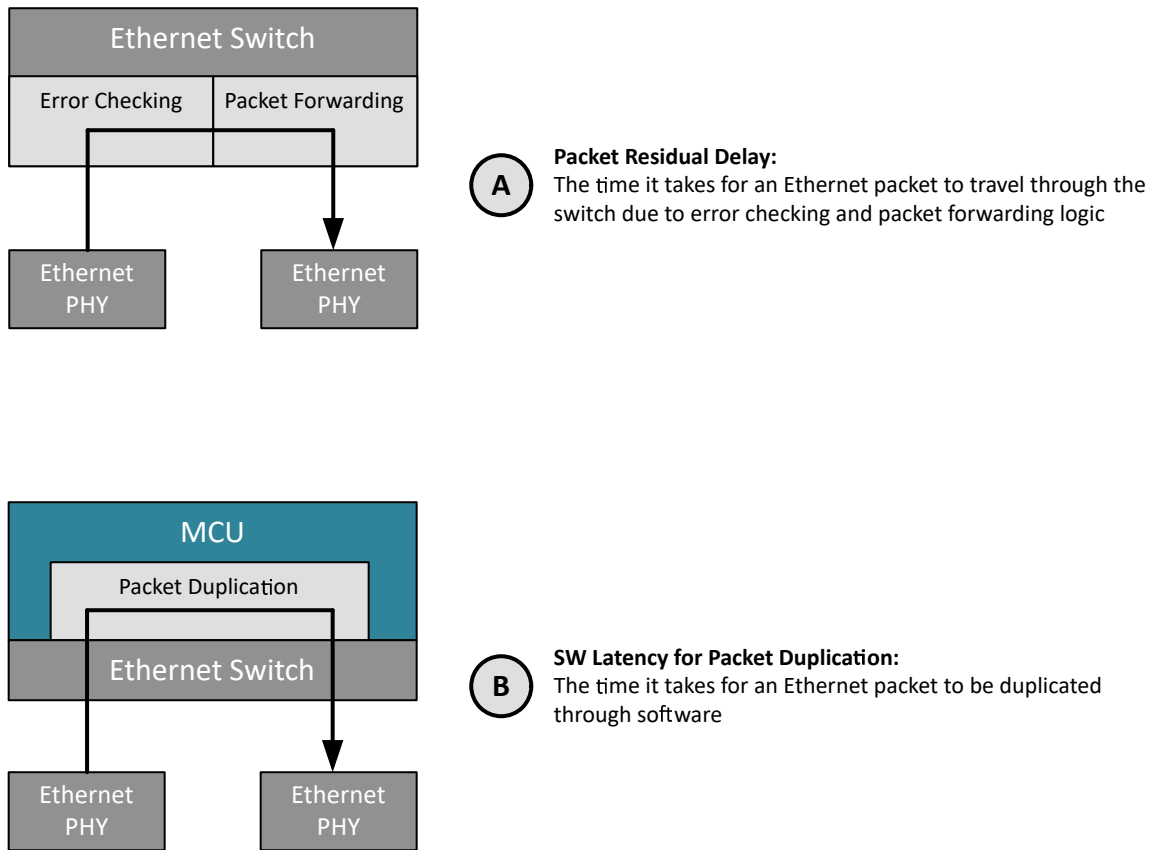 Ethernet Switch
Error Checking
Packet Forwarding
Ethernet
PHY
Ethernet
PHY
A
Packet Residual Delay:
The time it takes for an Ethernet packet to travel through the
switch due to error checking and packet forwarding logic
MCU
Packet Duplication
Ethernet Switch
Ethernet
PHY
Ethernet
PHY
B
SW Latency for Packet Duplication:
The time it takes for an Ethernet packet to be duplicated
through software